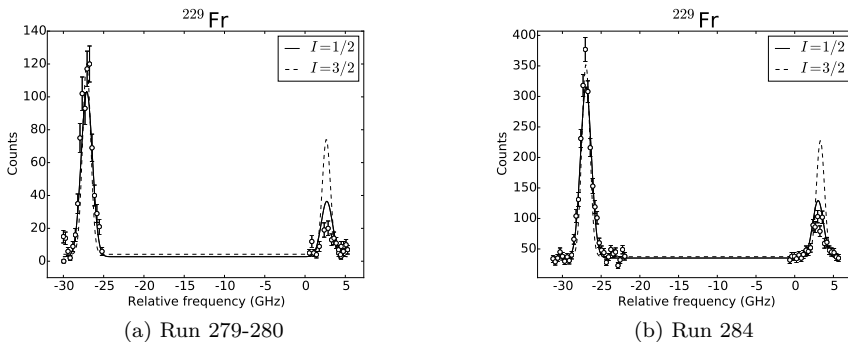 ²²⁹Fr
140
120
100
80
60
40
20
0
Counts
-30 -25 -20 -15 -10 -5 0 5
Relative frequency (GHz)
I=1/2
I=3/2
(a) Run 279-280
²²⁹Fr
400
350
300
250
200
150
100
50
Counts
-30 -25 -20 -15 -10 -5 0 5
Relative frequency (GHz)
I=1/2
I=3/2
(b) Run 284